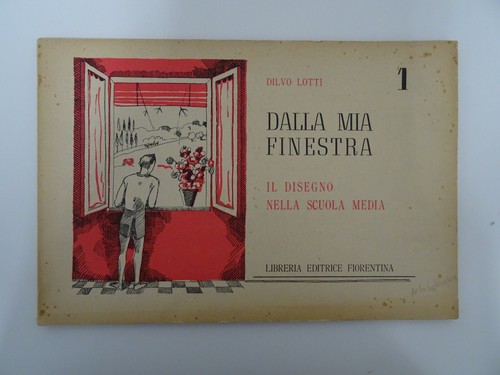 DILVO LOTTI
1
DALLA MIA
FINESTRA
IL DISEGNO
NELLA SCUOLA MEDIA
LIBRERIA EDITRICE FIORENTINA